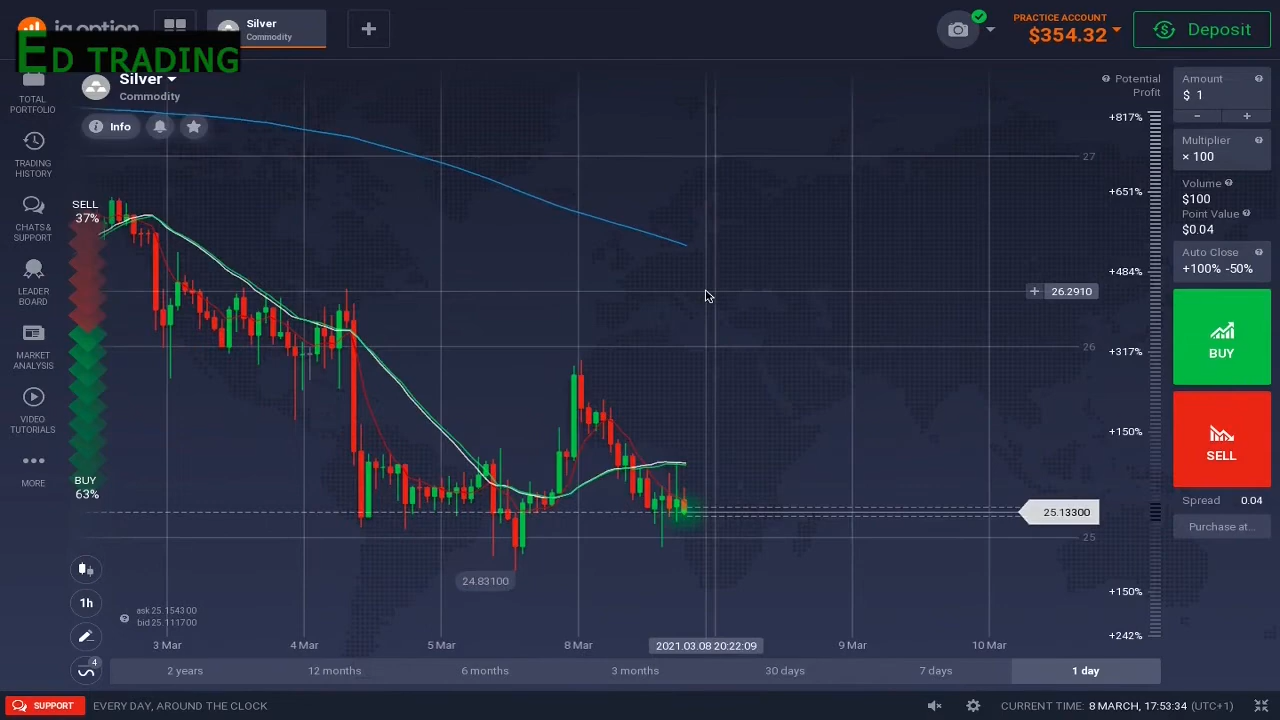 iq option
ED TRADING
Silver
Commodity
PRACTICE ACCOUNT
$354.32
Deposit
Silver
Commodity
Info
TOTAL
PORTFOLIO
TRADING
HISTORY
CHATS &
SUPPORT
LEADER
BOARD
MARKET
ANALYSIS
VIDEO
TUTORIALS
MORE
SELL
37%
BUY
63%
27
26.2910
26
25.13300
25
24.83100
Potential
Profit
+817%
+651%
+484%
+317%
+150%
+150%
+242%
Amount
$ 1
- +
Multiplier
× 100
Volume
$100
Point Value
$0.04
Auto Close
+100% -50%
BUY
SELL
Spread 0.04
Purchase at...
1h
4
ask 25.154300
bid 25.111700
3 Mar 4 Mar 5 Mar 8 Mar 2021.03.08 20:22:09 9 Mar 10 Mar
2 years 12 months 6 months 3 months 30 days 7 days 1 day
SUPPORT EVERY DAY, AROUND THE CLOCK CURRENT TIME: 8 MARCH, 17:53:34 (UTC+1)